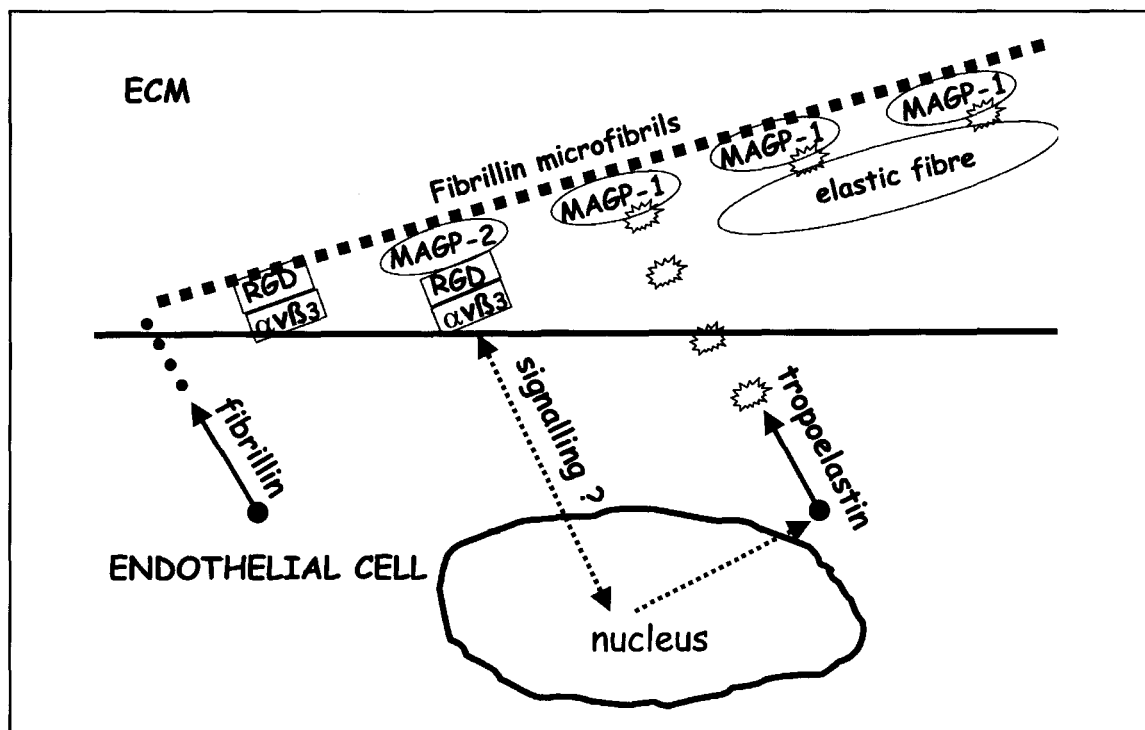 ECM
Fibrillin microfibrils
MAGP-1
MAGP-1
elastic fibre
MAGP-1
MAGP-2
RGD
αvß3
RGD
αvß3
fibrillin
signalling ?
tropoelastin
ENDOTHELIAL CELL
nucleus